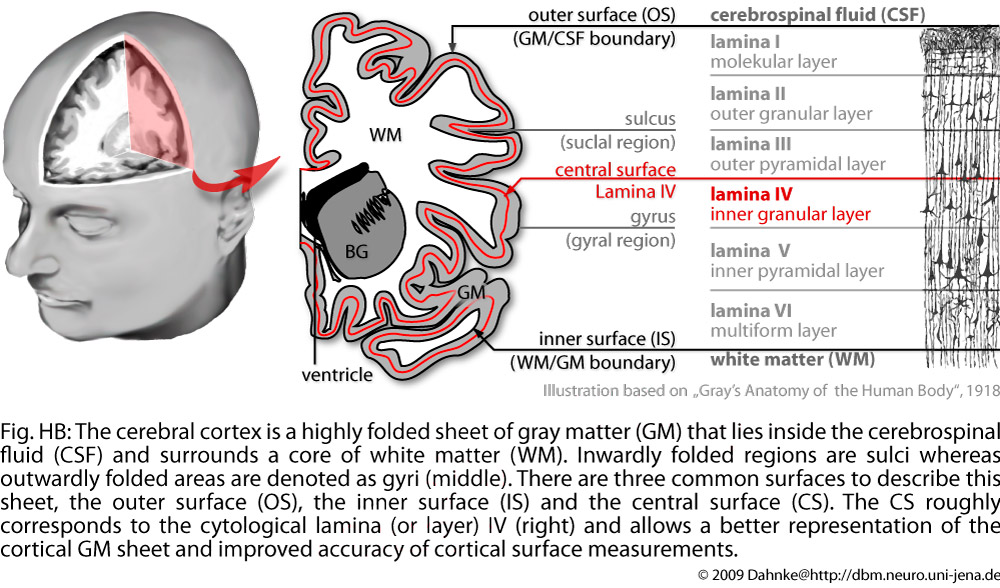 outer surface (OS)
(GM/CSF boundary)
cerebrospinal fluid (CSF)
lamina I
molekular layer
lamina II
outer granular layer
WM
sulcus
(suclal region)
lamina III
outer pyramidal layer
central surface
Lamina IV
lamina IV
inner granular layer
gyrus
(gyral region)
BG
lamina V
inner pyramidal layer
GM
lamina VI
multiform layer
inner surface (IS)
(WM/GM boundary)
white matter (WM)
ventricle
Illustration based on „Gray's Anatomy of the Human Body“, 1918
Fig. HB: The cerebral cortex is a highly folded sheet of gray matter (GM) that lies inside the cerebrospinal
fluid (CSF) and surrounds a core of white matter (WM). Inwardly folded regions are sulci whereas
outwardly folded areas are denoted as gyri (middle). There are three common surfaces to describe this
sheet, the outer surface (OS), the inner surface (IS) and the central surface (CS). The CS roughly
corresponds to the cytological lamina (or layer) IV (right) and allows a better representation of the
cortical GM sheet and improved accuracy of cortical surface measurements.
© 2009 Dahnke@http://dbm.neuro.uni-jena.de